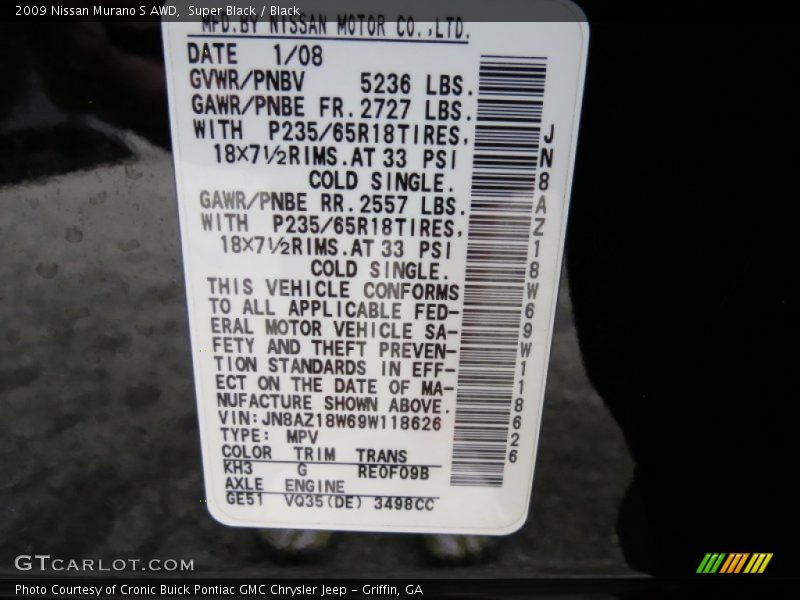 2009 Nissan Murano S AWD,  Super Black / Black
MFD.BY NISSAN MOTOR CO.,LTD.
DATE 1/08
GVWR/PNBV 5236 LBS.
GAWR/PNBE FR.2727 LBS.
WITH P235/65R18TIRES,
18X7½RIMS.AT 33 PSI
COLD SINGLE.
GAWR/PNBE RR.2557 LBS.
WITH P235/65R18TIRES,
18X7½RIMS.AT 33 PSI
COLD SINGLE.
THIS VEHICLE CONFORMS
TO ALL APPLICABLE FED-
ERAL MOTOR VEHICLE SA-
FETY AND THEFT PREVEN-
TION STANDARDS IN EFF-
ECT ON THE DATE OF MA-
NUFACTURE SHOWN ABOVE.
VIN:JN8AZ18W69W118626
TYPE: MPV
COLOR TRIM TRANS
KH3 G RE0F09B
AXLE ENGINE
GE51 VQ35(DE) 3498CC
JN8AZ18W69W118626
GTCARLOT.COM
Photo Courtesy of Cronic Buick Pontiac GMC Chrysler Jeep - Griffin, GA